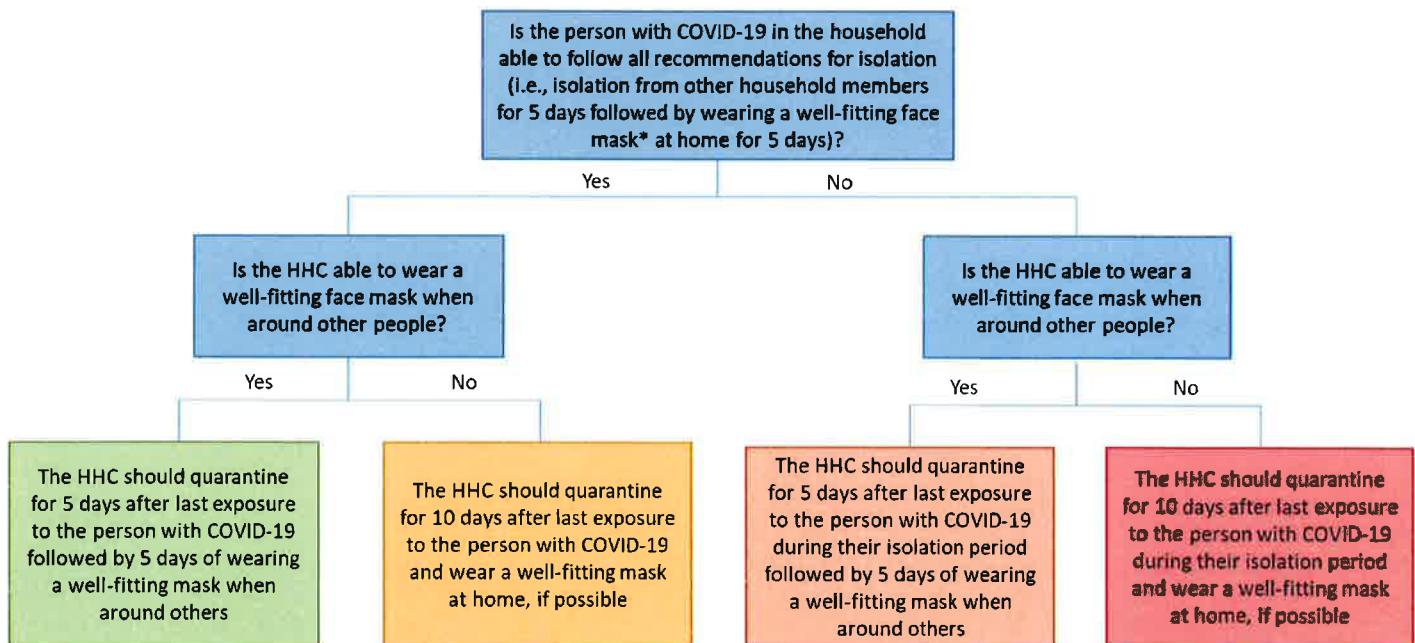 Is the person with COVID-19 in the household
able to follow all recommendations for isolation
(i.e., isolation from other household members
for 5 days followed by wearing a well-fitting face
mask* at home for 5 days)?
Yes
No
Is the HHC able to wear a
well-fitting face mask when
around other people?
Is the HHC able to wear a
well-fitting face mask when
around other people?
Yes
No
Yes
No
The HHC should quarantine
for 5 days after last exposure
to the person with COVID-19
followed by 5 days of wearing
a well-fitting mask when
around others
The HHC should quarantine
for 10 days after last exposure
to the person with COVID-19
and wear a well-fitting mask
at home, if possible
The HHC should quarantine
for 5 days after last exposure
to the person with COVID-19
during their isolation period
followed by 5 days of wearing
a well-fitting mask when
around others
The HHC should quarantine
for 10 days after last exposure
to the person with COVID-19
during their isolation period
and wear a well-fitting mask
at home, if possible